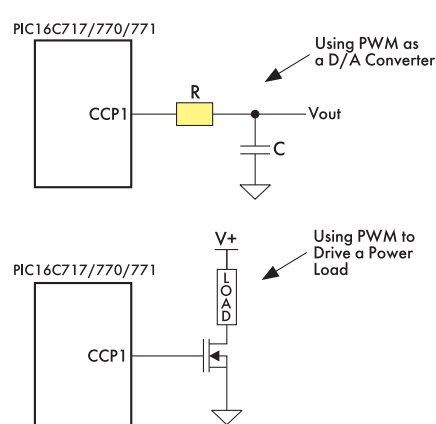 PIC16C717/770/771
Using PWM as
a D/A Converter
R
CCP1
Vout
C
V+
Using PWM to
Drive a Power
Load
PIC16C717/770/771
LOAD
CCP1